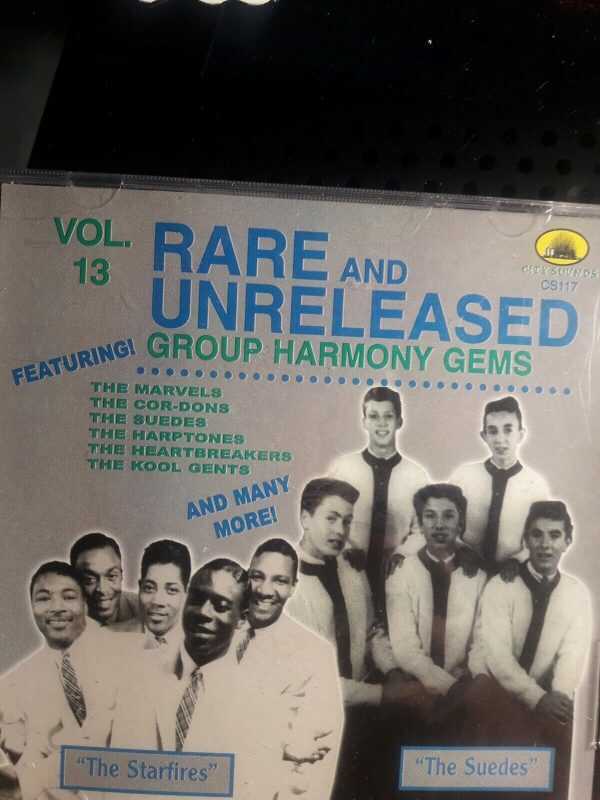 VOL.
13
RARE AND
UNRELEASED
GROUP HARMONY GEMS
CITY SOUNDS
CS117
FEATURING!
THE MARVELS
THE COR-DONS
THE SUEDES
THE HARPTONES
THE HEARTBREAKERS
THE KOOL GENTS
AND MANY
MORE!
"The Starfires"
"The Suedes"